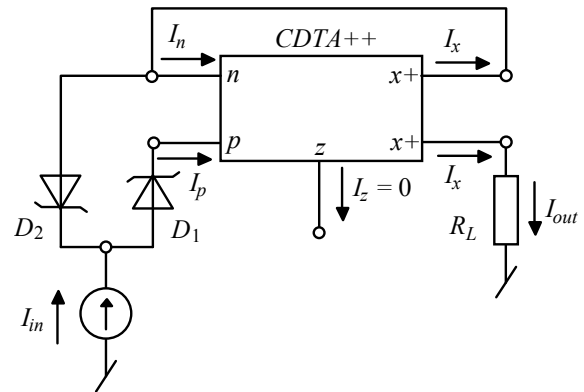 I_n
CDTA++
I_x
n
x+
p
z
x+
I_p
I_z = 0
I_x
D_2
D_1
R_L
I_out
I_in